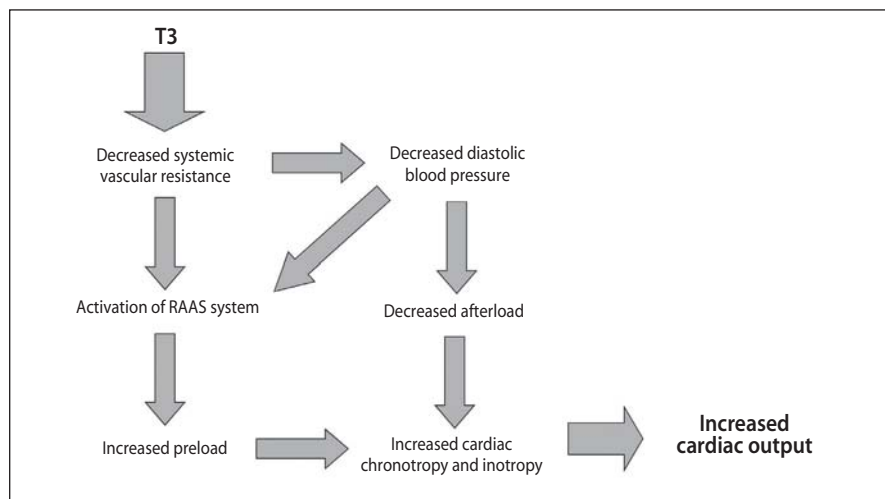 T3
Decreased systemic
vascular resistance
Decreased diastolic
blood pressure
Activation of RAAS system
Decreased afterload
Increased preload
Increased cardiac
chronotropy and inotropy
Increased
cardiac output